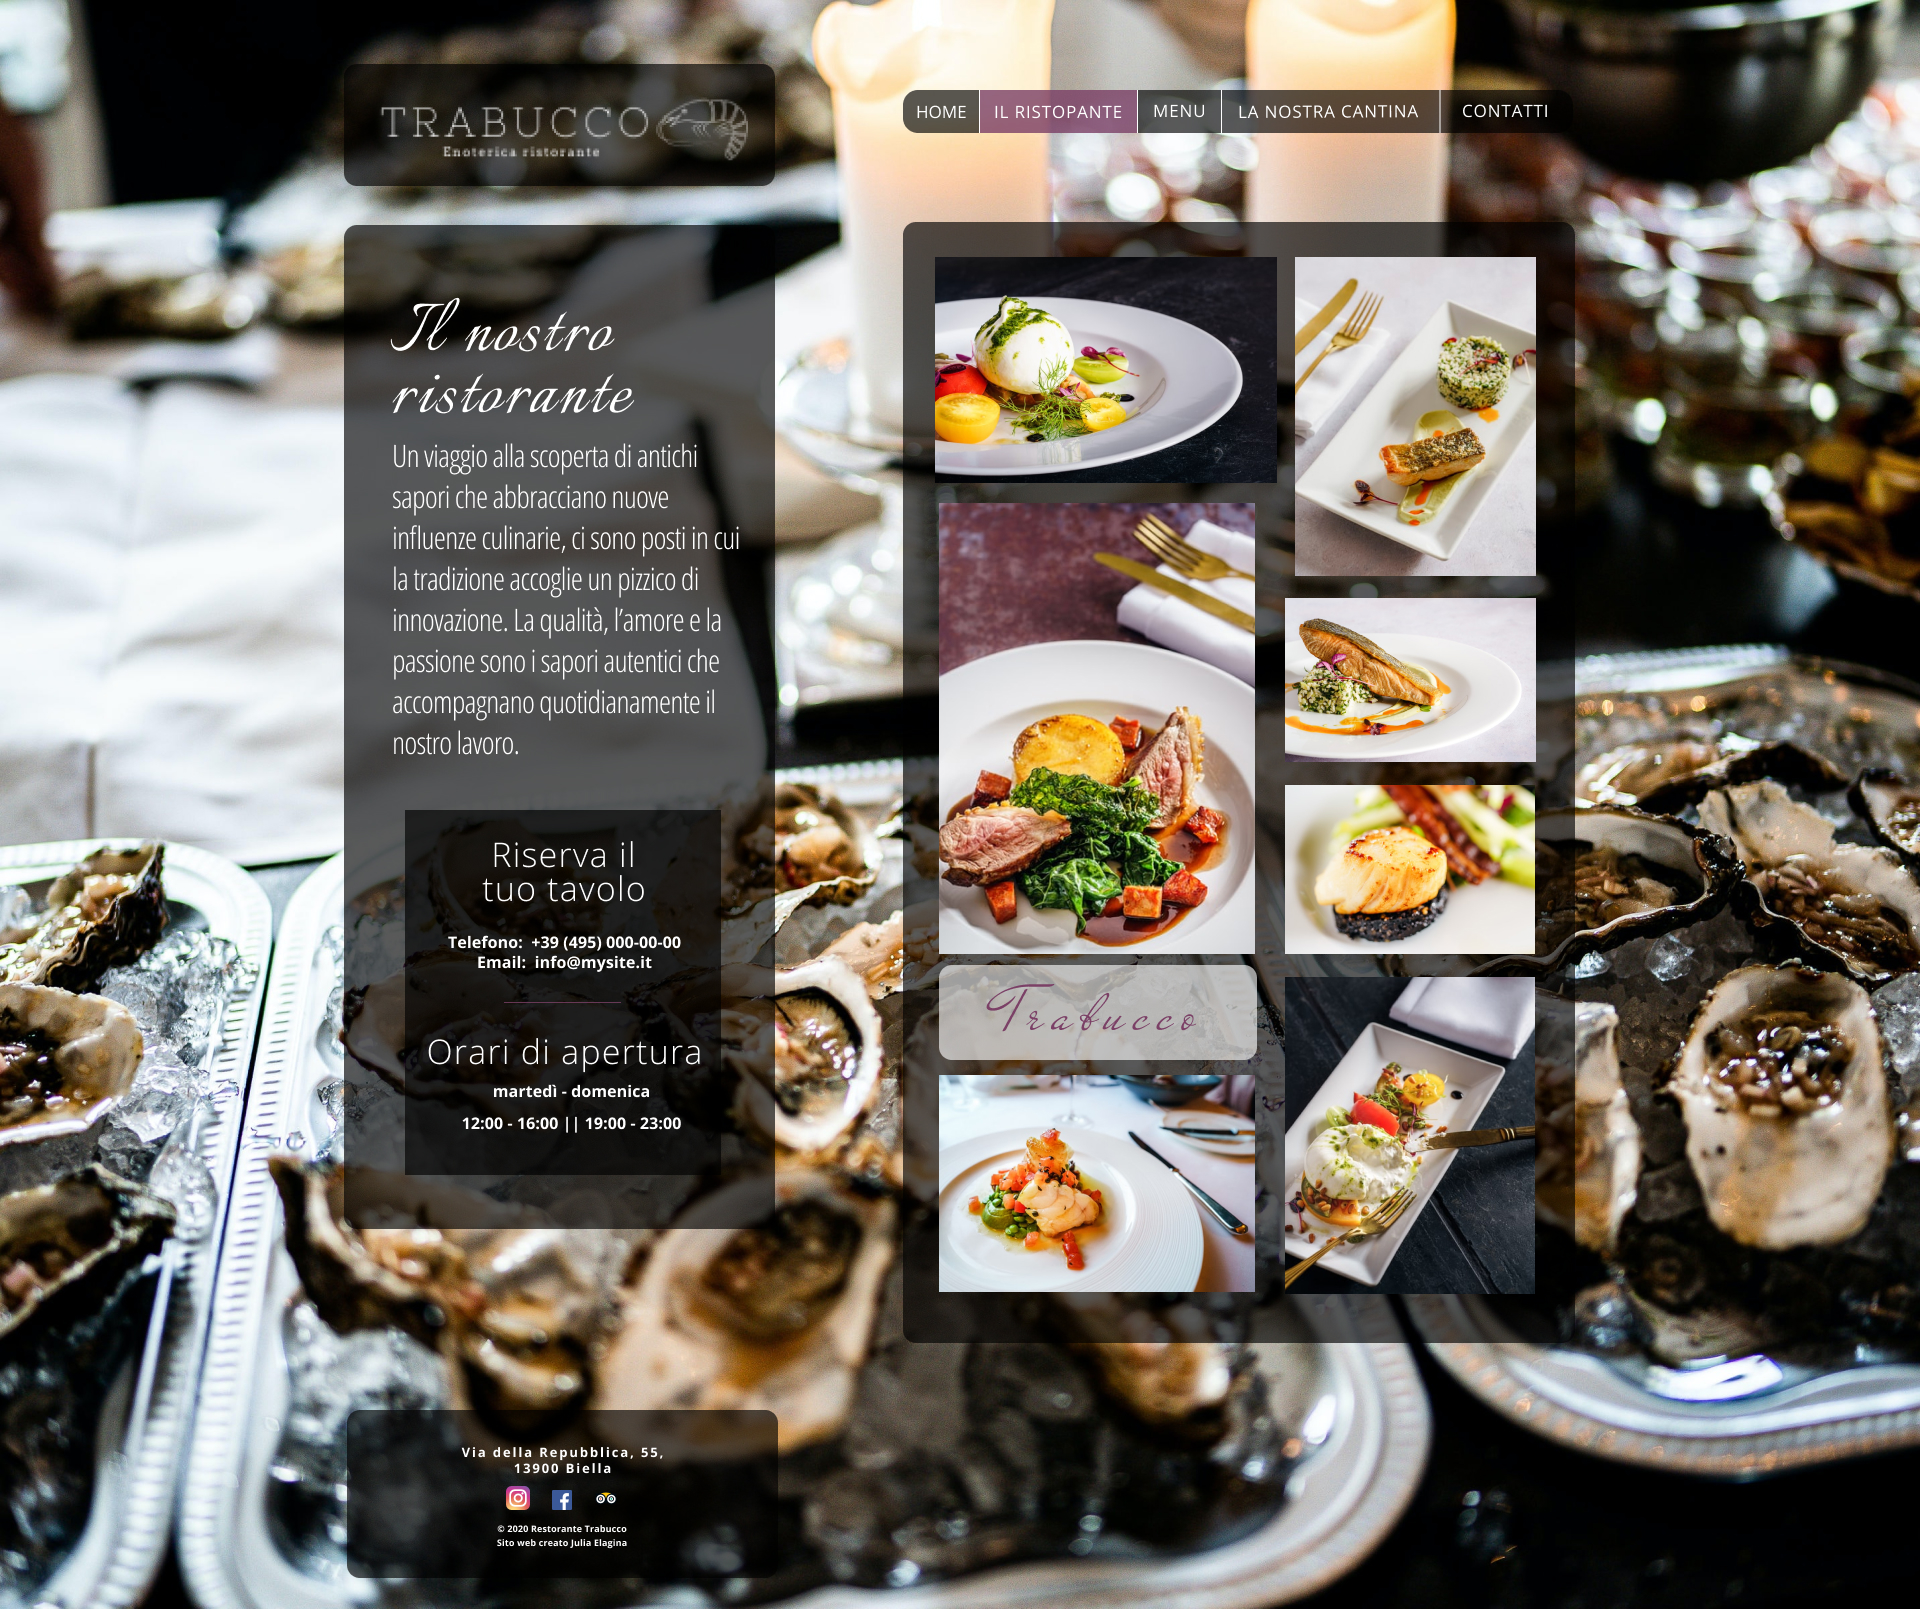 TRABUCCO
Enoterica ristorante
HOME
IL RISTOPANTE
MENU
LA NOSTRA CANTINA
CONTATTI
Il nostro
ristorante
Un viaggio alla scoperta di antichi
sapori che abbracciano nuove
influenze culinarie, ci sono posti in cui
la tradizione accoglie un pizzico di
innovazione. La qualità, l’amore e la
passione sono i sapori autentici che
accompagnano quotidianamente il
nostro lavoro.
Riserva il
tuo tavolo
Telefono: +39 (495) 000-00-00
Email: info@mysite.it
Orari di apertura
martedì - domenica
12:00 - 16:00 || 19:00 - 23:00
Trabucco
Via della Repubblica, 55,
13900 Biella
© 2020 Restorante Trabucco
Sito web creato Julia Elagina